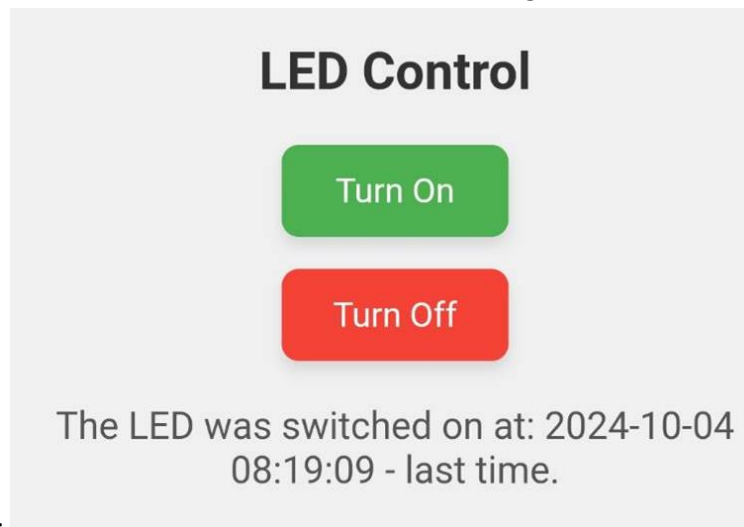 LED Control
Turn On
Turn Off
The LED was switched on at: 2024-10-04
08:19:09 - last time.